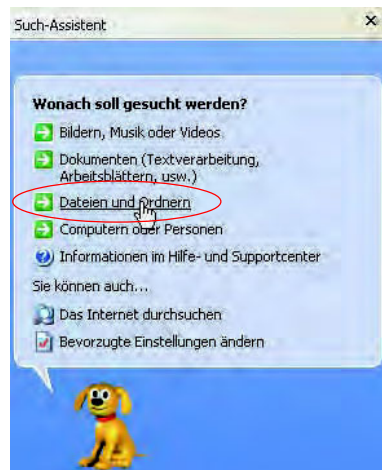 Such-Assistent
Wonach soll gesucht werden?
Bildern, Musik oder Videos
Dokumenten (Textverarbeitung,
Arbeitsblättern, usw.)
Dateien und Ordnern
Computern oder Personen
Informationen im Hilfe- und Supportcenter
Sie können auch...
Das Internet durchsuchen
Bevorzugte Einstellungen ändern